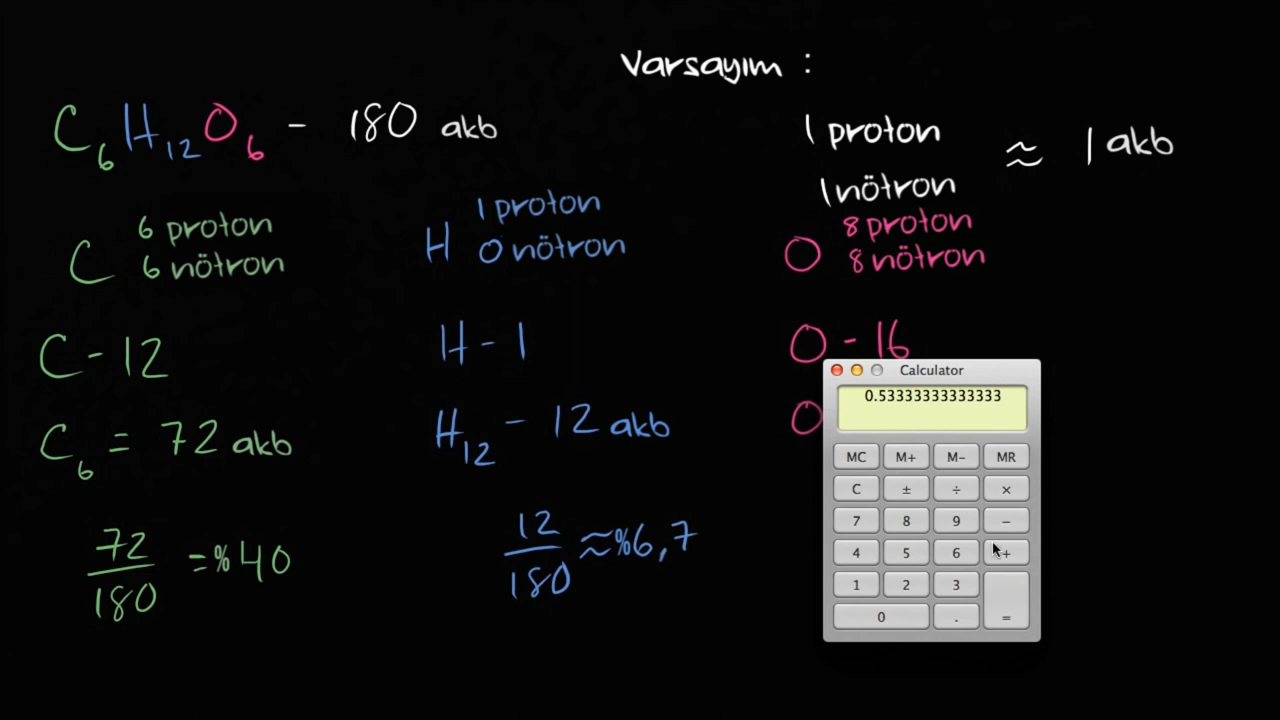 Varsayım :
C6H12O6 - 180 akb
1 proton
1 nötron
≈ 1 akb
C 6 proton
6 nötron
H 1 proton
0 nötron
O 8 proton
8 nötron
C - 12
H - 1
O - 16
C6 = 72 akb
H12 - 12 akb
O
72/180 = %40
12/180 ≈ %6,7
Calculator
0.53333333333333
MC M+ M- MR
C ± ÷ ×
7 8 9 −
4 5 6 +
1 2 3
0 . =